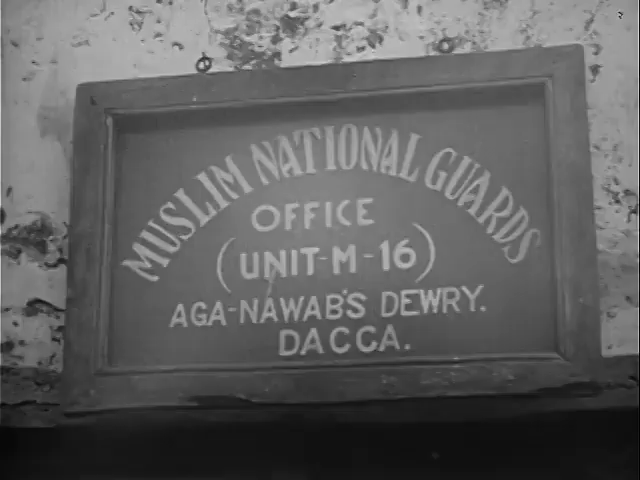 MUSLIM NATIONAL GUARDS
OFFICE
(UNIT-M-16)
AGA-NAWAB'S DEWRY.
DACCA.